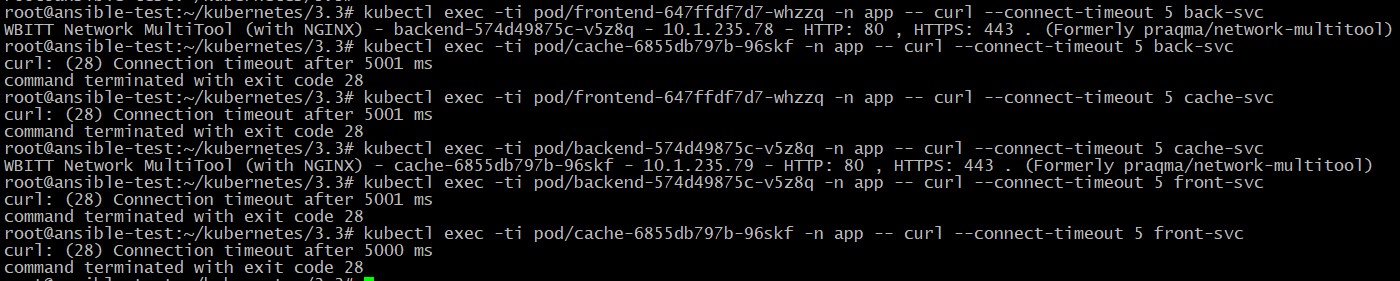 root@ansible-test:~/kubernetes/3.3# kubectl exec -ti pod/frontend-647ffdf7d7-whzzq -n app -- curl --connect-timeout 5 back-svc
WBITT Network MultiTool (with NGINX) - backend-574d49875c-v5z8q - 10.1.235.78 - HTTP: 80 , HTTPS: 443 . (Formerly praqma/network-multitool)
root@ansible-test:~/kubernetes/3.3# kubectl exec -ti pod/cache-6855db797b-96skf -n app -- curl --connect-timeout 5 back-svc
curl: (28) Connection timeout after 5001 ms
command terminated with exit code 28
root@ansible-test:~/kubernetes/3.3# kubectl exec -ti pod/frontend-647ffdf7d7-whzzq -n app -- curl --connect-timeout 5 cache-svc
curl: (28) Connection timeout after 5001 ms
command terminated with exit code 28
root@ansible-test:~/kubernetes/3.3# kubectl exec -ti pod/backend-574d49875c-v5z8q -n app -- curl --connect-timeout 5 cache-svc
WBITT Network MultiTool (with NGINX) - cache-6855db797b-96skf - 10.1.235.79 - HTTP: 80 , HTTPS: 443 . (Formerly praqma/network-multitool)
root@ansible-test:~/kubernetes/3.3# kubectl exec -ti pod/backend-574d49875c-v5z8q -n app -- curl --connect-timeout 5 front-svc
curl: (28) Connection timeout after 5001 ms
command terminated with exit code 28
root@ansible-test:~/kubernetes/3.3# kubectl exec -ti pod/cache-6855db797b-96skf -n app -- curl --connect-timeout 5 front-svc
curl: (28) Connection timeout after 5000 ms
command terminated with exit code 28
root@ansible-test:~/kubernetes/3.3#